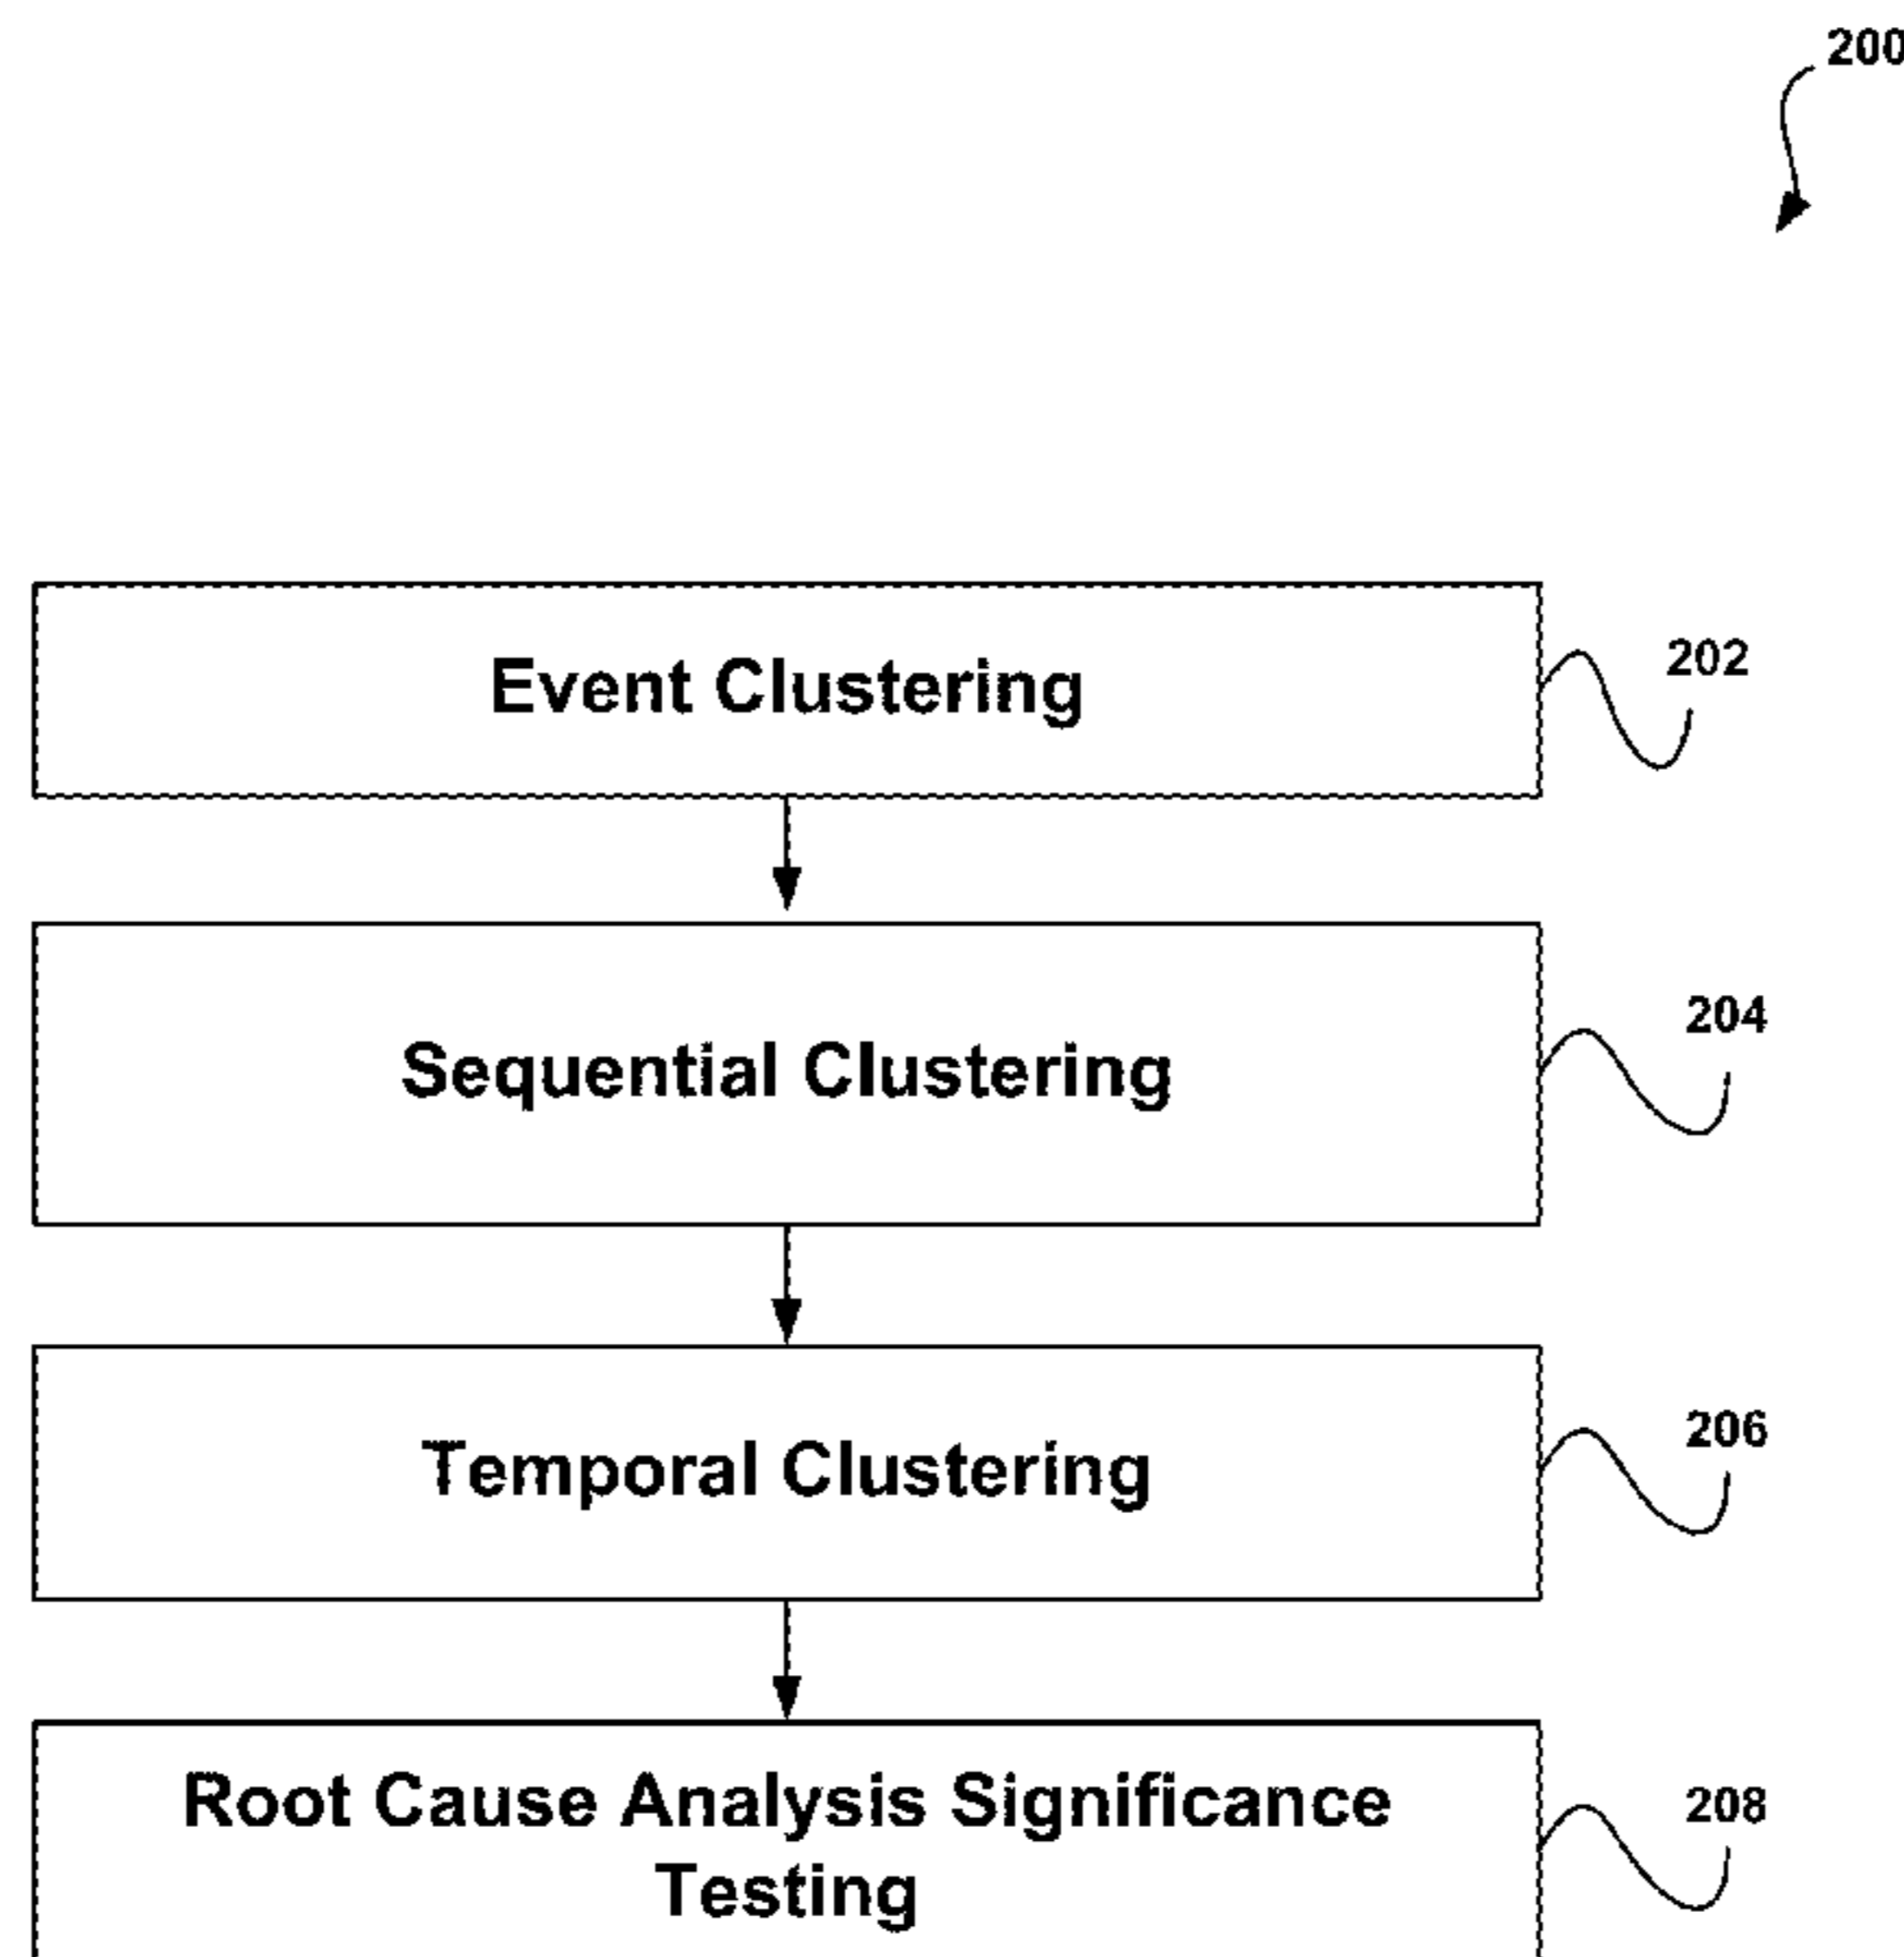 200
Event Clustering
202
Sequential Clustering
204
Temporal Clustering
206
Root Cause Analysis Significance
Testing
208